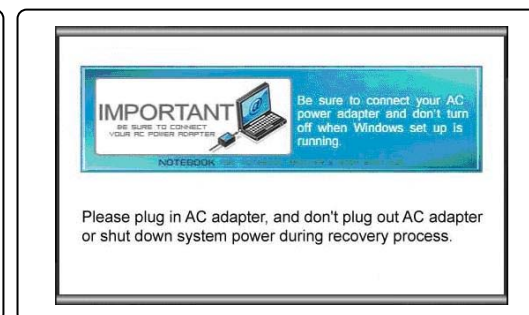 IMPORTANT
BE SURE TO CONNECT
YOUR AC POWER ADAPTER
Be sure to connect your AC
power adapter and don't turn
off when Windows set up is
running.
NOTEBOOK
Please plug in AC adapter, and don't plug out AC adapter
or shut down system power during recovery process.